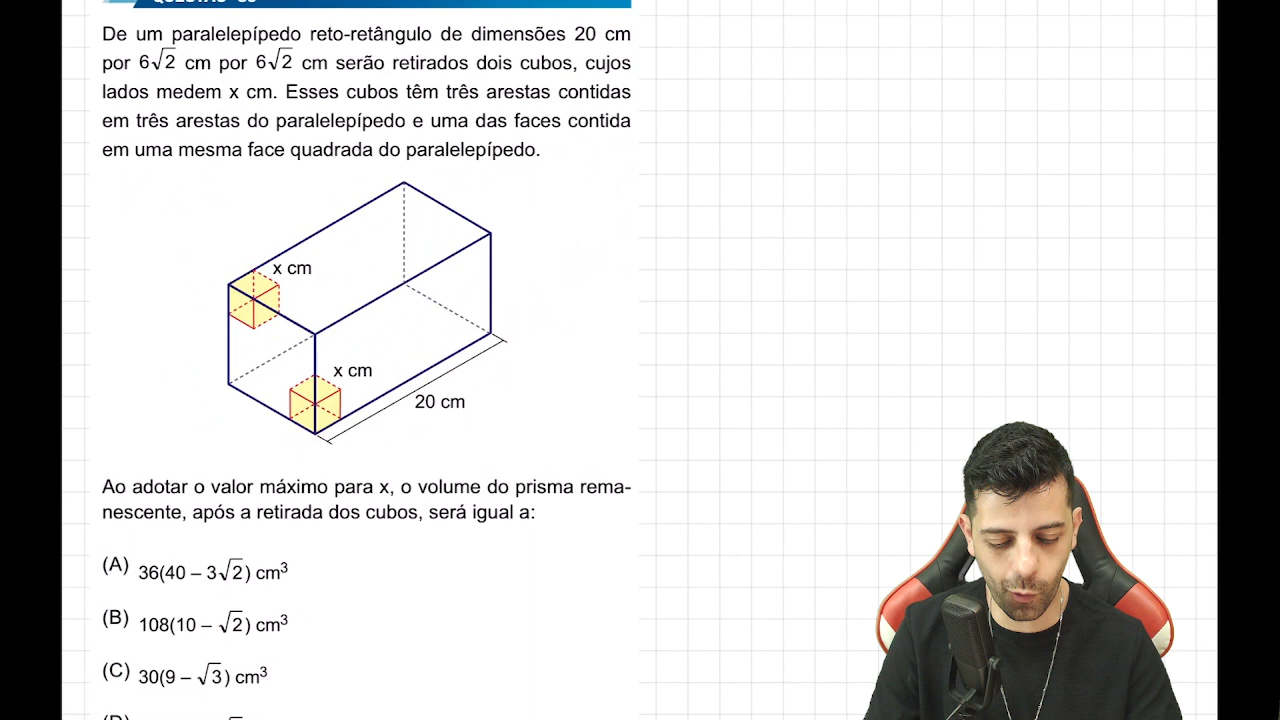 De um paralelepípedo reto-retângulo de dimensões 20 cm
por 6√2 cm por 6√2 cm serão retirados dois cubos, cujos
lados medem x cm. Esses cubos têm três arestas contidas
em três arestas do paralelepípedo e uma das faces contida
em uma mesma face quadrada do paralelepípedo.
x cm
x cm
20 cm
Ao adotar o valor máximo para x, o volume do prisma rema-
nescente, após a retirada dos cubos, será igual a:
(A) 36(40 – 3√2) cm³
(B) 108(10 – √2) cm³
(C) 30(9 – √3) cm³